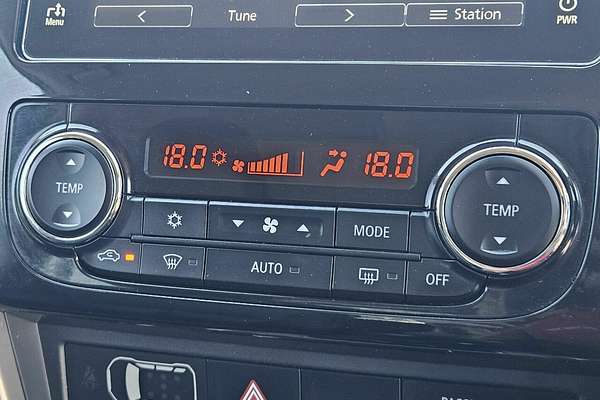 Menu
Tune
Station
PWR
18.0
18.0
TEMP
MODE
TEMP
AUTO
OFF